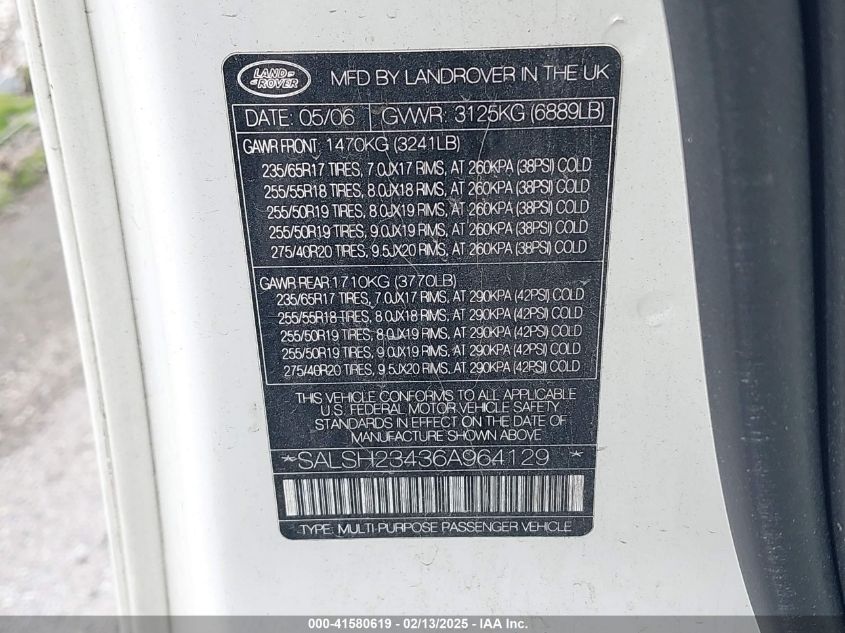 LAND-
-ROVER
MFD BY LANDROVER IN THE UK
DATE: 05/06 GVWR: 3125KG (6889LB)
GAWR FRONT: 1470KG (3241LB)
235/65R17 TIRES, 7.0JX17 RIMS, AT 260KPA (38PSI) COLD
255/55R18 TIRES, 8.0JX18 RIMS, AT 260KPA (38PSI) COLD
255/50R19 TIRES, 8.0JX19 RIMS, AT 260KPA (38PSI) COLD
255/50R19 TIRES, 9.0JX19 RIMS, AT 260KPA (38PSI) COLD
275/40R20 TIRES, 9.5JX20 RIMS, AT 260KPA (38PSI) COLD
GAWR REAR 1710KG (3770LB)
235/65R17 TIRES, 7.0JX17 RIMS, AT 290KPA (42PSI) COLD
255/55R18 TIRES, 8.0JX18 RIMS, AT 290KPA (42PSI) COLD
255/50R19 TIRES, 8.0JX19 RIMS, AT 290KPA (42PSI) COLD
255/50R19 TIRES, 9.0JX19 RIMS, AT 290KPA (42PSI) COLD
275/40R20 TIRES, 9.5JX20 RIMS, AT 290KPA (42PSI) COLD
THIS VEHICLE CONFORMS TO ALL APPLICABLE
U.S. FEDERAL MOTOR VEHICLE SAFETY
STANDARDS IN EFFECT ON THE DATE OF
MANUFACTURE SHOWN ABOVE
*SALSH23436A964129 *
TYPE: MULTI-PURPOSE PASSENGER VEHICLE
000-41580619 - 02/13/2025 - IAA, Inc.